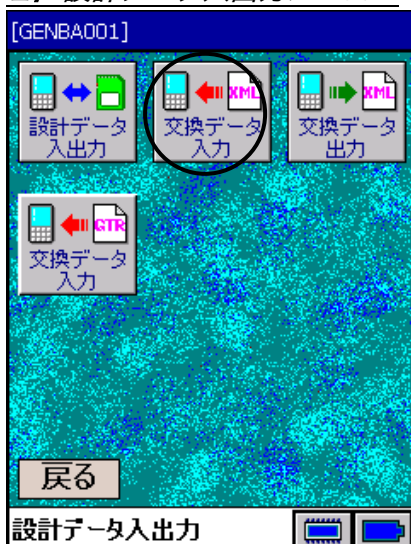 [GENBA001]
XML
XML
設計データ
入出力
交換データ
入力
交換データ
出力
GTR
交換データ
入力
戻る
設計データ入出力